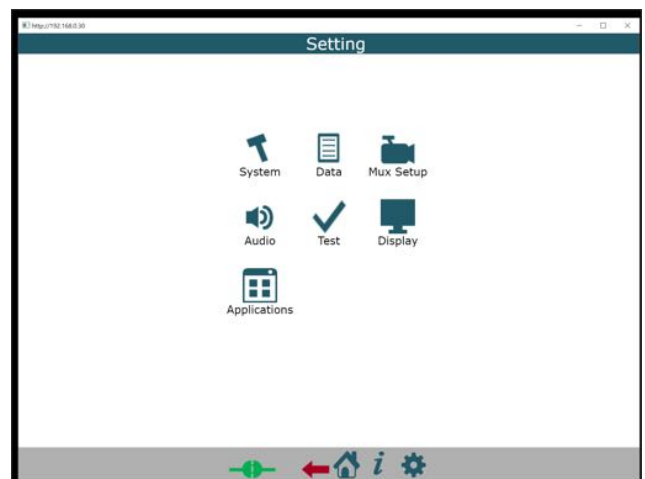 http://192.168.0.30
Setting
System Data Mux Setup
Audio Test Display
Applications
i